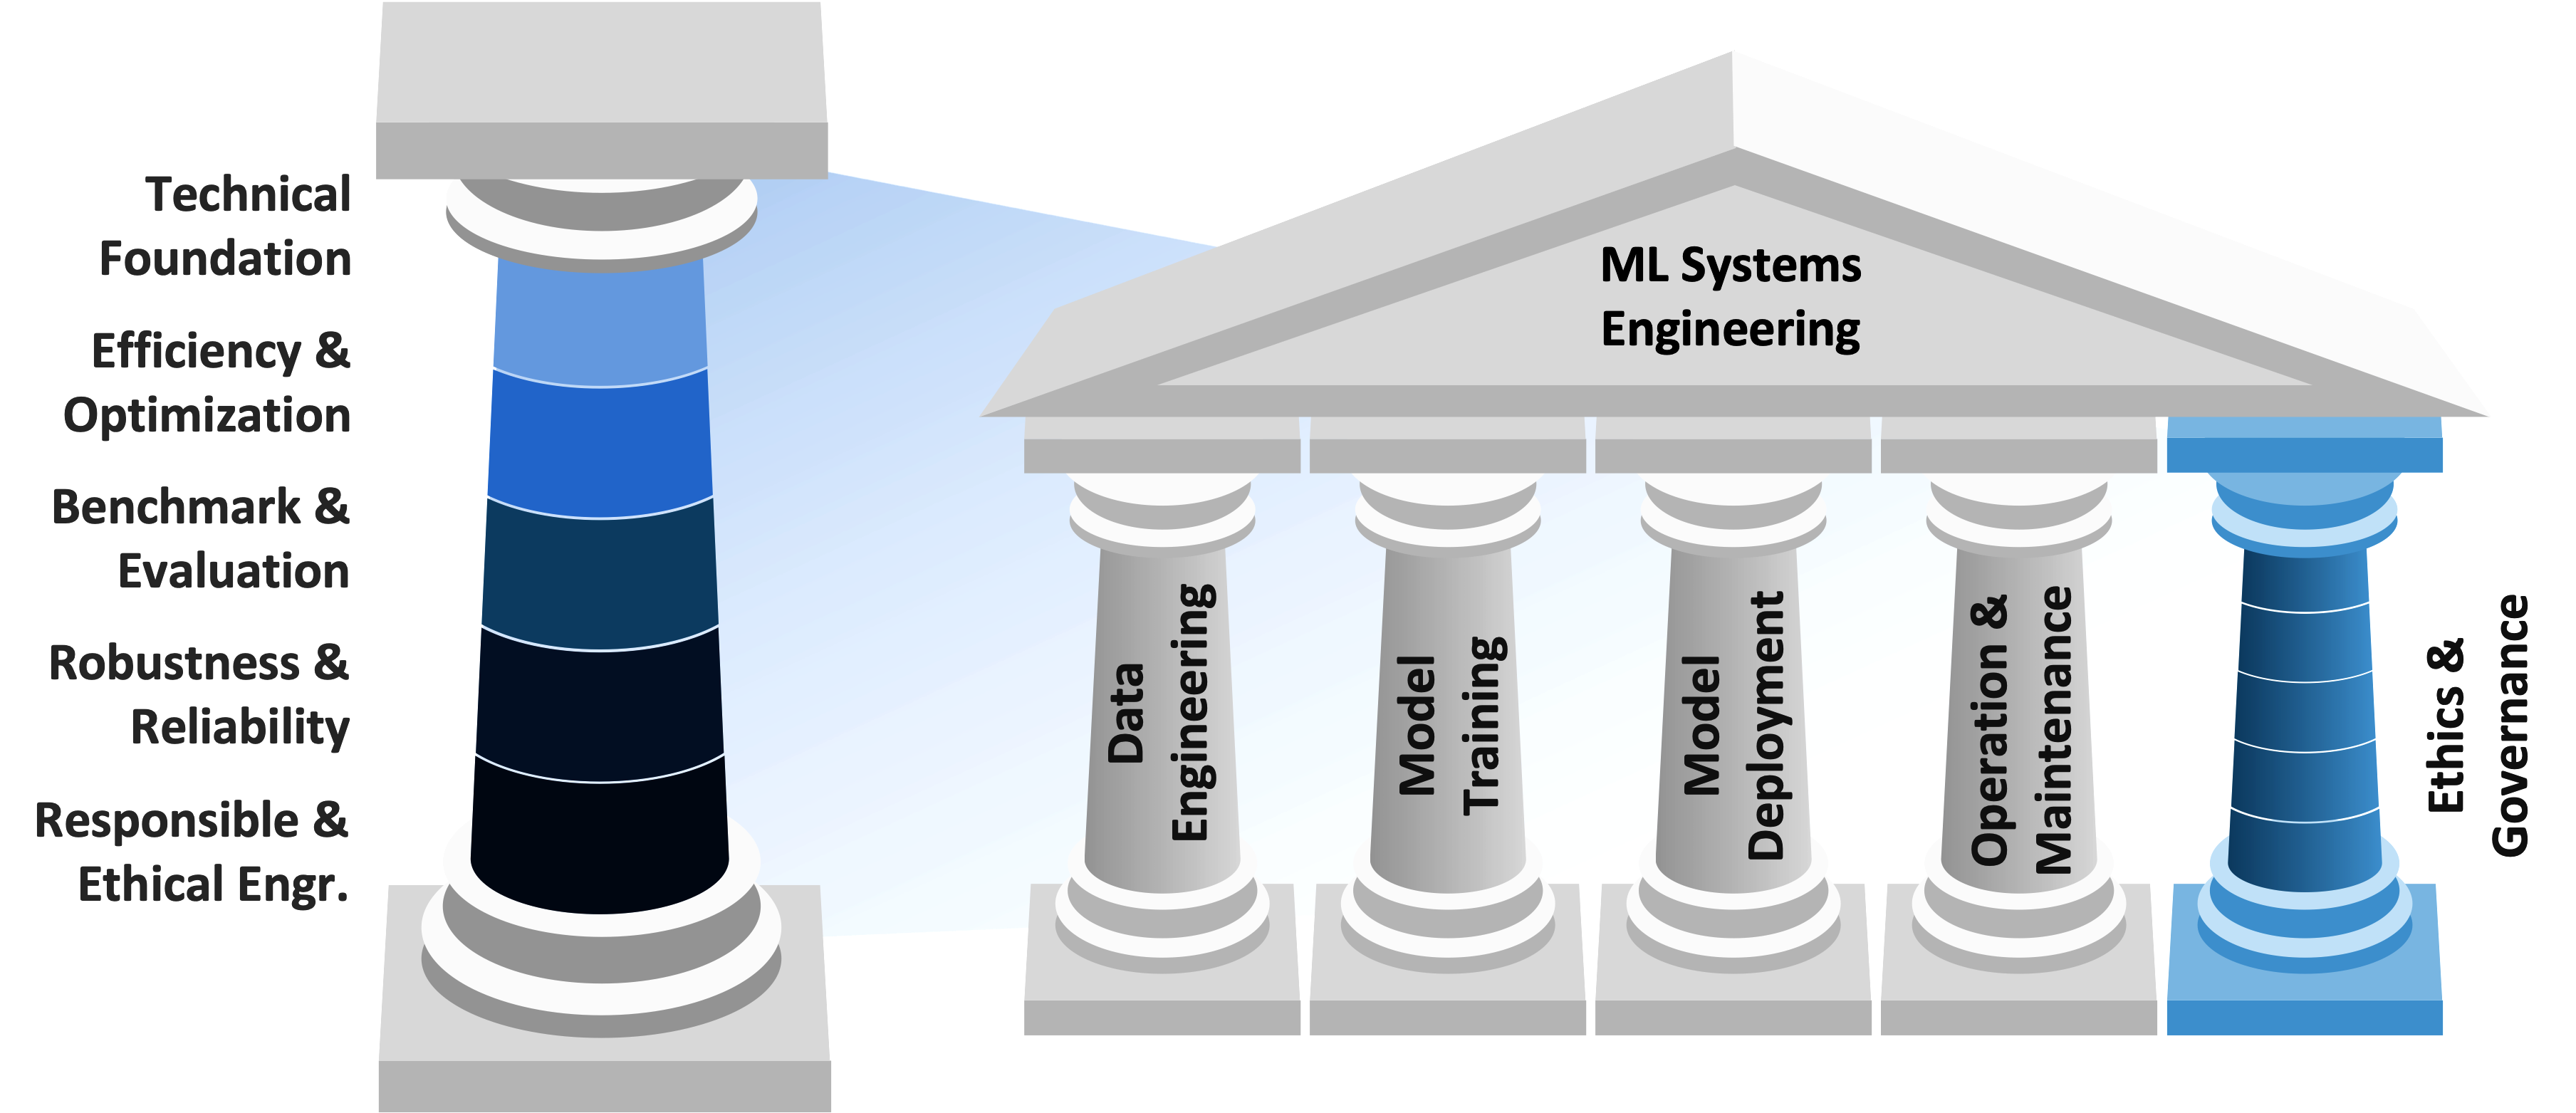 Technical
Foundation
Efficiency &
Optimization
Benchmark &
Evaluation
Robustness &
Reliability
Responsible &
Ethical Engr.
ML Systems
Engineering
Data
Engineering
Model
Training
Model
Deployment
Operation &
Maintenance
Ethics &
Governance